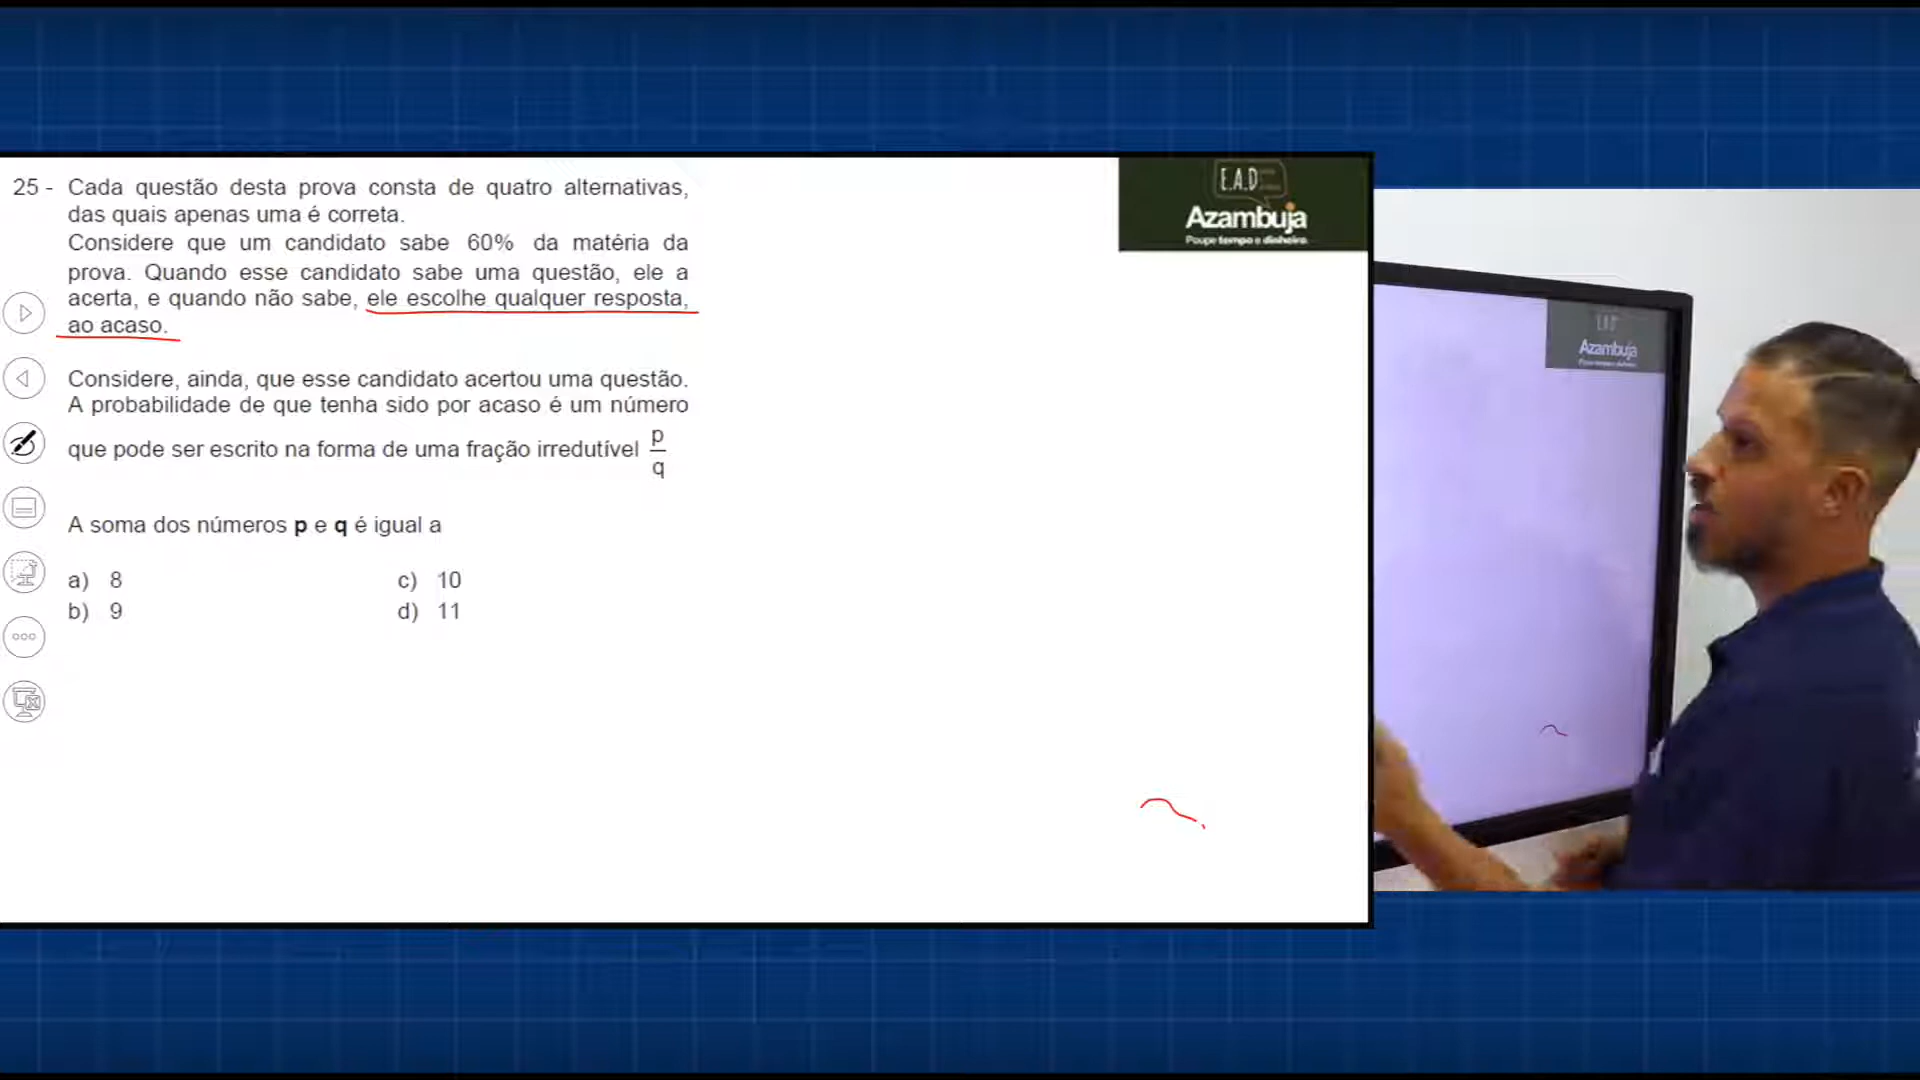 25 - Cada questão desta prova consta de quatro alternativas,
das quais apenas uma é correta.
Considere que um candidato sabe 60% da matéria da
prova. Quando esse candidato sabe uma questão, ele a
acerta, e quando não sabe, ele escolhe qualquer resposta,
ao acaso.
Considere, ainda, que esse candidato acertou uma questão.
A probabilidade de que tenha sido por acaso é um número
que pode ser escrito na forma de uma fração irredutível p/q
A soma dos números p e q é igual a
a) 8 c) 10
b) 9 d) 11
E.A.D
Azambuja
Poupe tempo e dinheiro.
Azambuja